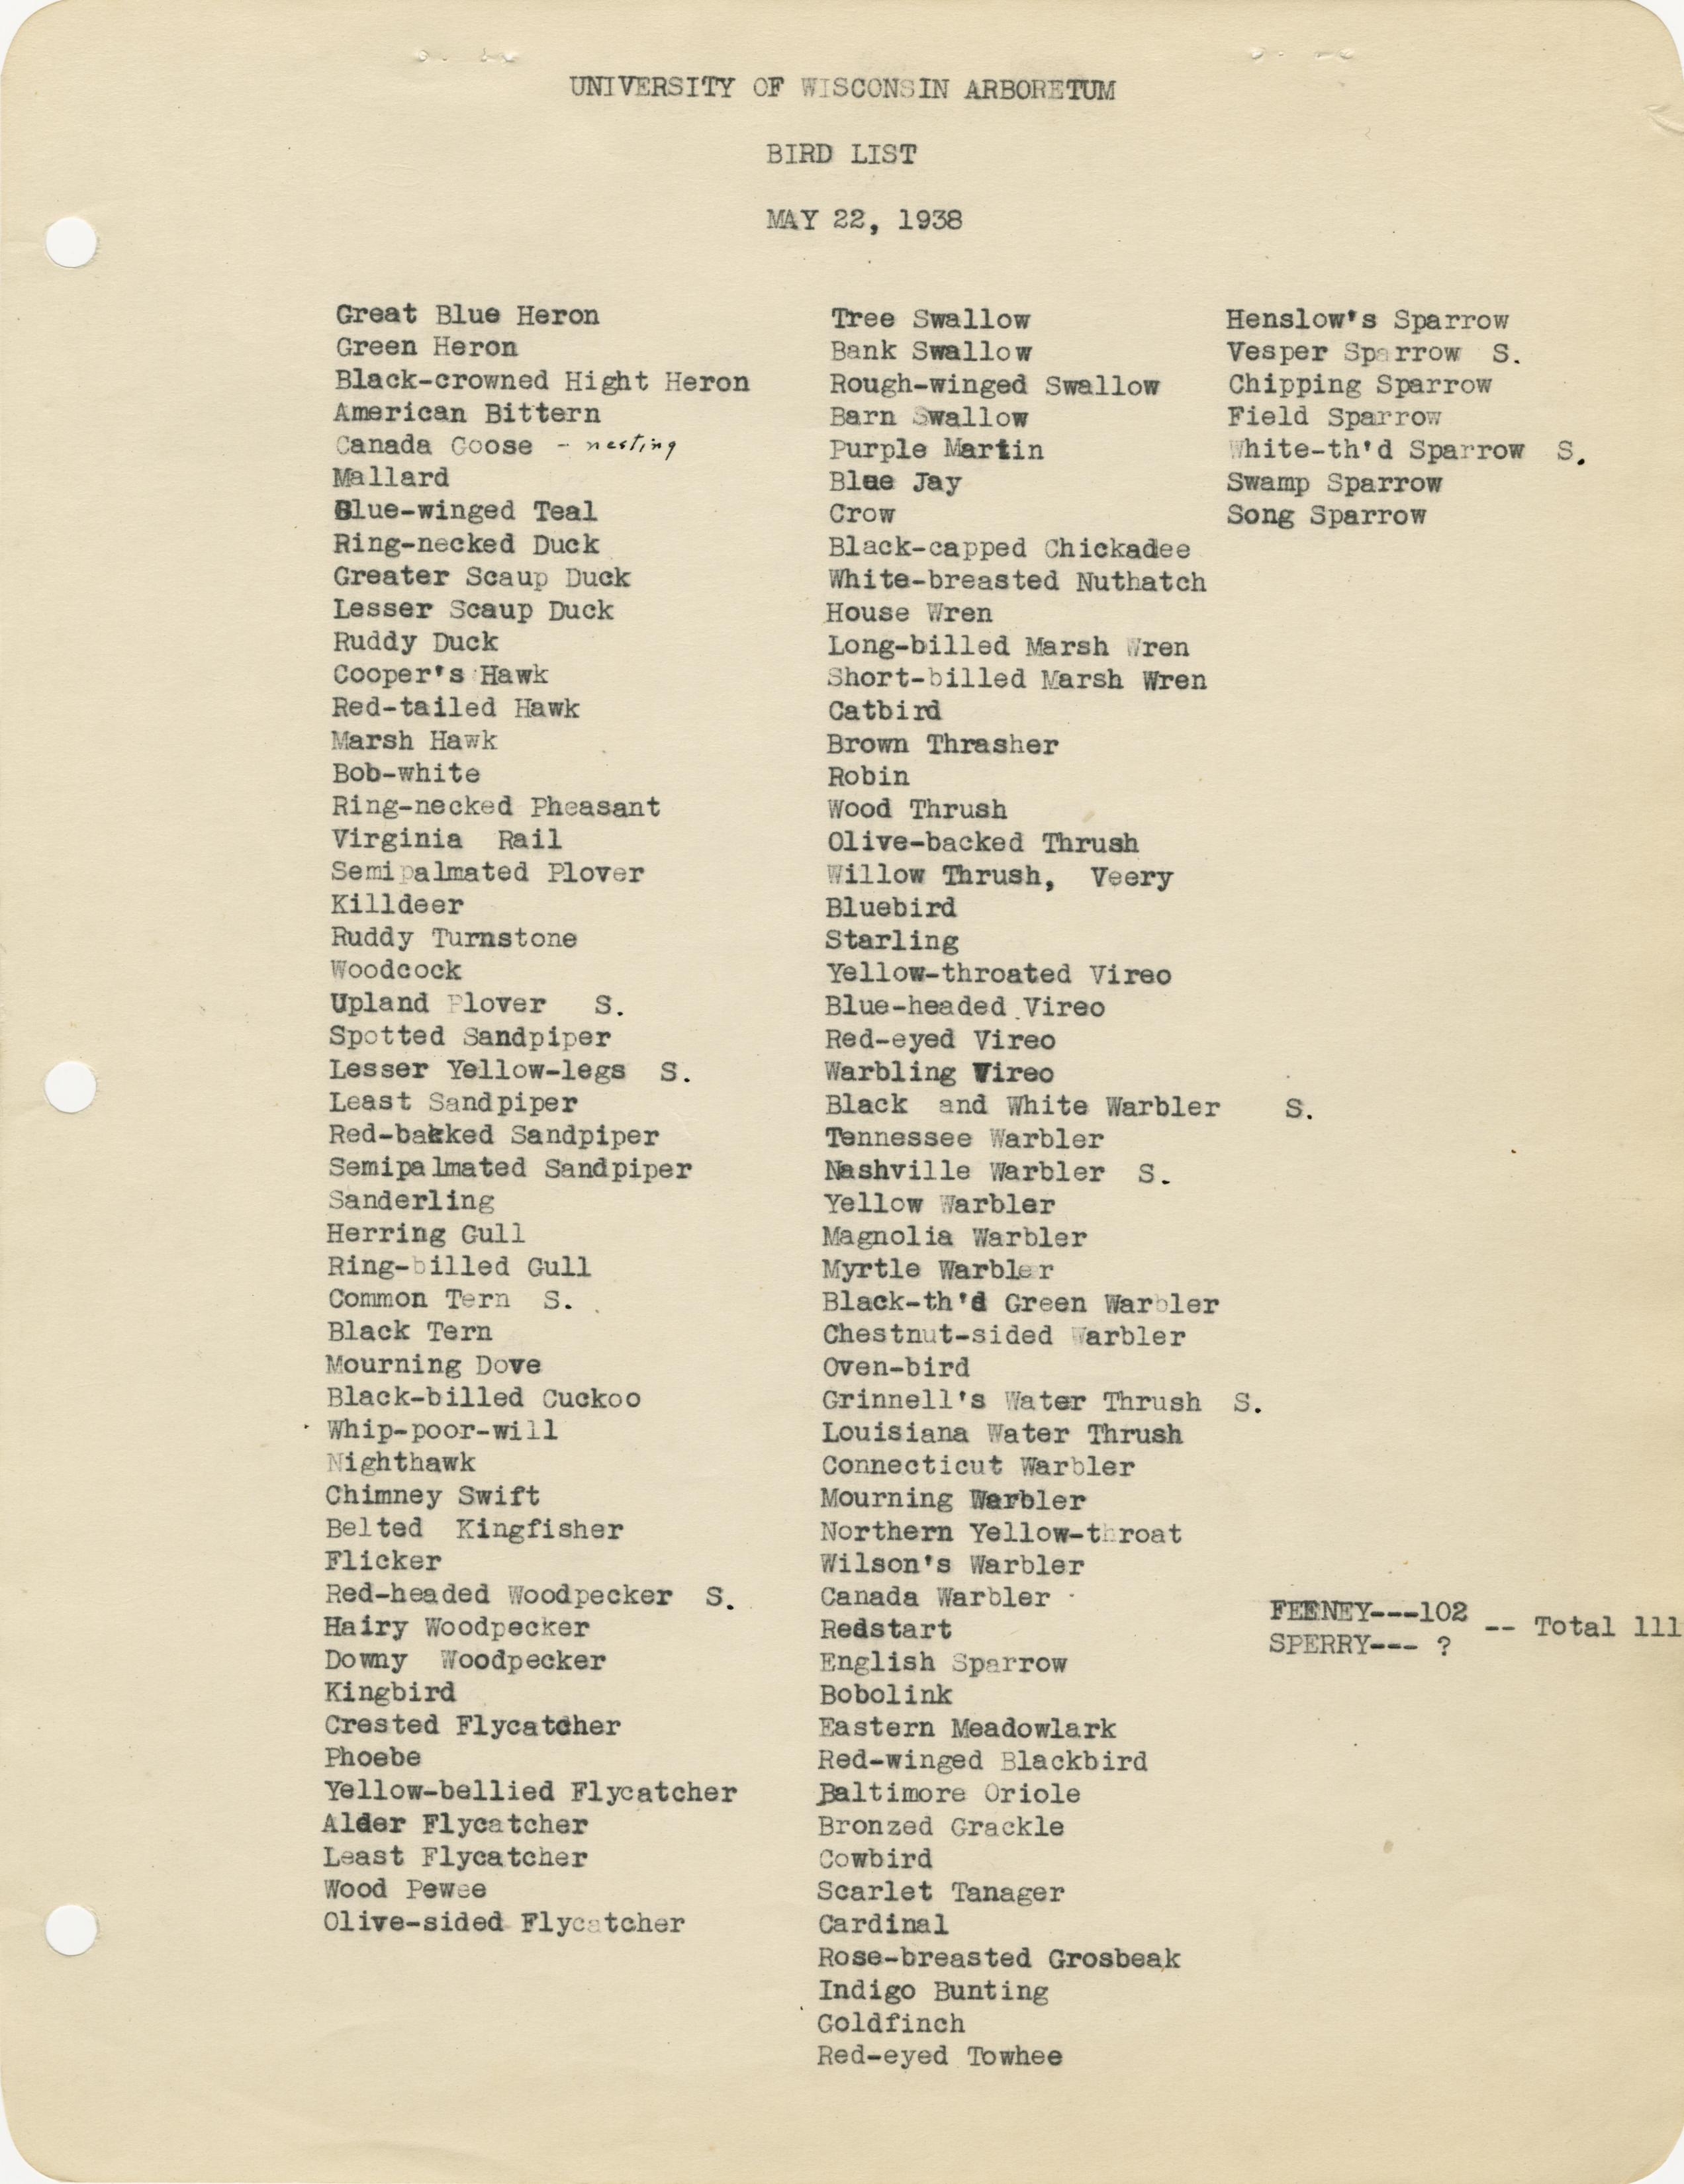 UNIVERSITY OF WISCONSIN ARBORETUM
BIRD LIST
MAY 22, 1938
Great Blue Heron
Green Heron
Black-crowned Hight Heron
American Bittern
Canada Goose - nesting
Mallard
Blue-winged Teal
Ring-necked Duck
Greater Scaup Duck
Lesser Scaup Duck
Ruddy Duck
Cooper's Hawk
Red-tailed Hawk
Marsh Hawk
Bob-white
Ring-necked Pheasant
Virginia Rail
Semipalmated Plover
Killdeer
Ruddy Turnstone
Woodcock
Upland Plover S.
Spotted Sandpiper
Lesser Yellow-legs S.
Least Sandpiper
Red-backed Sandpiper
Semipalmated Sandpiper
Sanderling
Herring Gull
Ring-billed Gull
Common Tern S.
Black Tern
Mourning Dove
Black-billed Cuckoo
Whip-poor-will
Nighthawk
Chimney Swift
Belted Kingfisher
Flicker
Red-headed Woodpecker S.
Hairy Woodpecker
Downy Woodpecker
Kingbird
Crested Flycatcher
Phoebe
Yellow-bellied Flycatcher
Alder Flycatcher
Least Flycatcher
Wood Pewee
Olive-sided Flycatcher
Tree Swallow
Bank Swallow
Rough-winged Swallow
Barn Swallow
Purple Martin
Blue Jay
Crow
Black-capped Chickadee
White-breasted Nuthatch
House Wren
Long-billed Marsh Wren
Short-billed Marsh Wren
Catbird
Brown Thrasher
Robin
Wood Thrush
Olive-backed Thrush
Willow Thrush, Veery
Bluebird
Starling
Yellow-throated Vireo
Blue-headed Vireo
Red-eyed Vireo
Warbling Vireo
Black and White Warbler S.
Tennessee Warbler
Nashville Warbler S.
Yellow Warbler
Magnolia Warbler
Myrtle Warbler
Black-th'd Green Warbler
Chestnut-sided Warbler
Oven-bird
Grinnell's Water Thrush S.
Louisiana Water Thrush
Connecticut Warbler
Mourning Warbler
Northern Yellow-throat
Wilson's Warbler
Canada Warbler
Redstart
English Sparrow
Bobolink
Eastern Meadowlark
Red-winged Blackbird
Baltimore Oriole
Bronzed Grackle
Cowbird
Scarlet Tanager
Cardinal
Rose-breasted Grosbeak
Indigo Bunting
Goldfinch
Red-eyed Towhee
Henslow's Sparrow
Vesper Sparrow S.
Chipping Sparrow
Field Sparrow
White-th'd Sparrow S.
Swamp Sparrow
Song Sparrow
FEENEY---102
-- Total 111
SPERRY--- ?